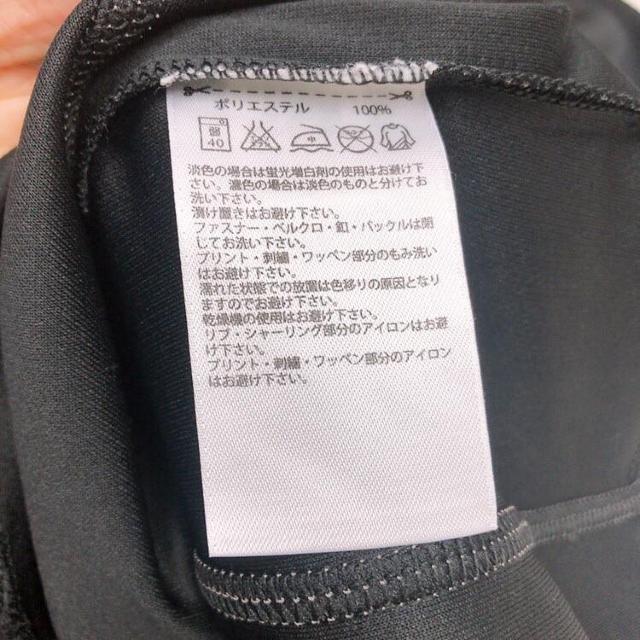 ポリエステル 100%
40
淡色の場合は蛍光増白剤の使用はお避け下
さい。濃色の場合は淡色のものと分けてお
洗い下さい。
漬け置きはお避け下さい。
ファスナー・ベルクロ・釦・バックルは閉
じてお洗い下さい。
プリント・刺繍・ワッペン部分のもみ洗い
はお避け下さい。
濡れた状態での放置は色移りの原因となり
ますのでお避け下さい。
乾燥機の使用はお避け下さい。
リブ・シャーリング部分のアイロンはお避
け下さい。
プリント・刺繍・ワッペン部分のアイロン
はお避け下さい。